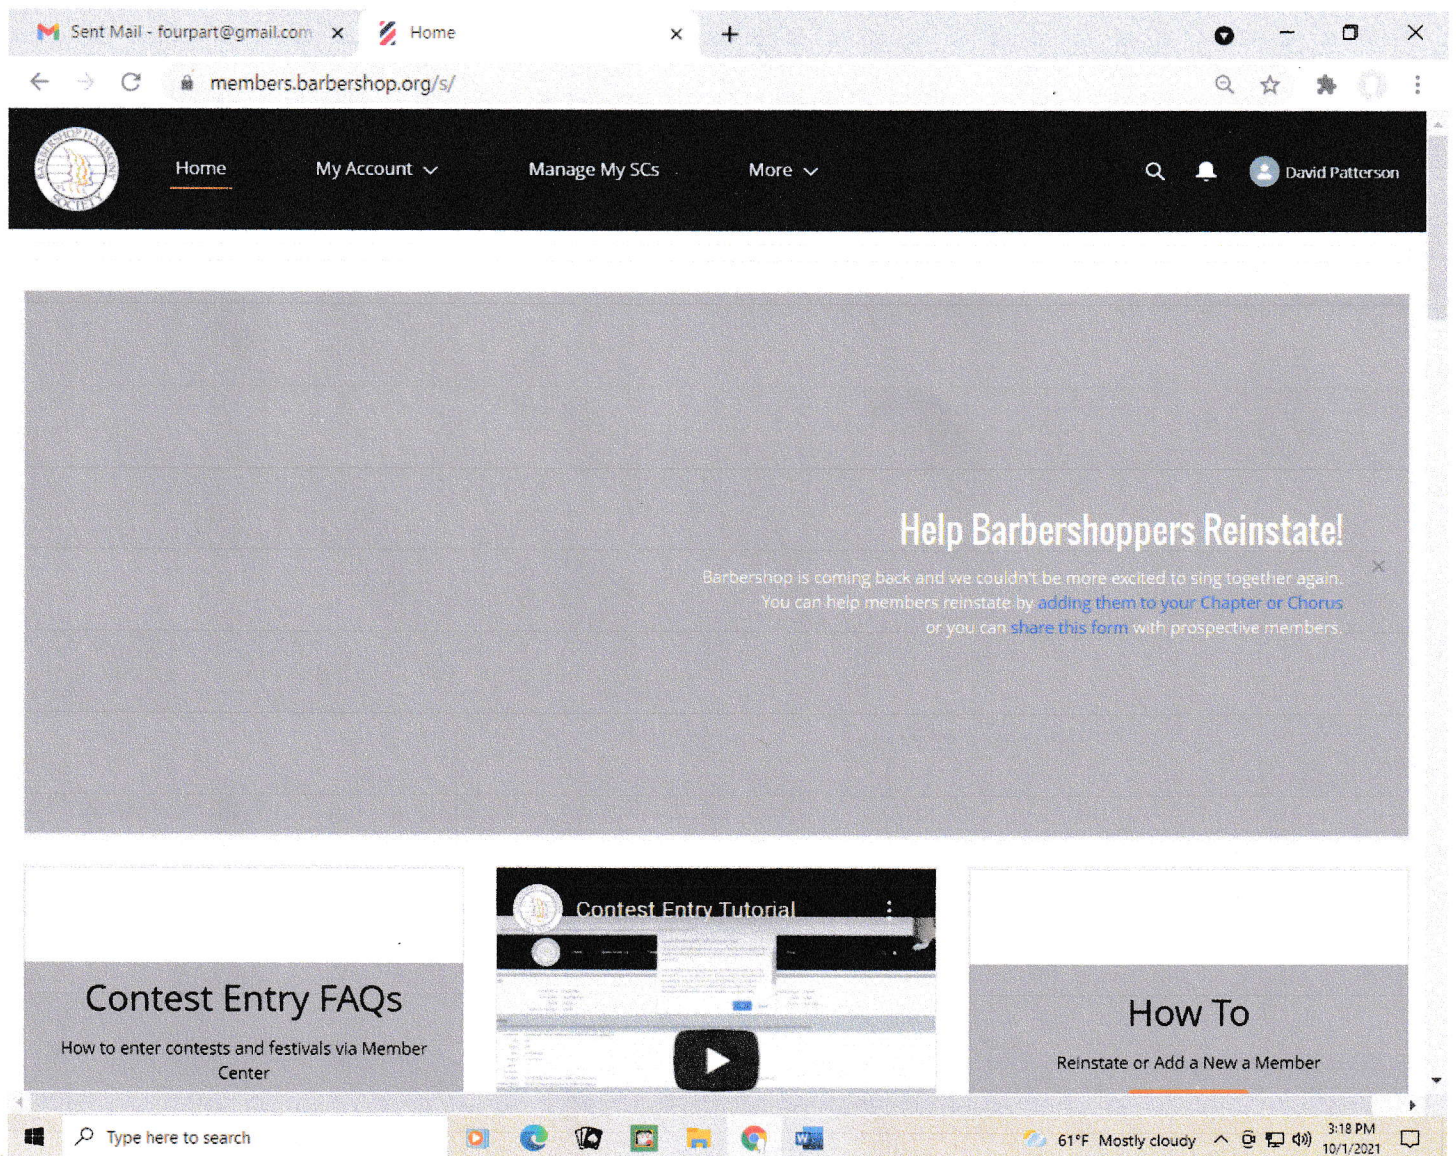 Sent Mail - fourpart@gmail.com
Home
members.barbershop.org/s/
BARBERSHOP HARMONY SOCIETY
Home
My Account
Manage My SCs
More
David Patterson
Help Barbershoppers Reinstate!
Barbershop is coming back and we couldn't be more excited to sing together again.
You can help members reinstate by adding them to your Chapter or Chorus
or you can share this form with prospective members.
Contest Entry FAQs
How to enter contests and festivals via Member
Center
Contest Entry Tutorial
How To
Reinstate or Add a New a Member
Type here to search
61°F Mostly cloudy
3:18 PM
10/1/2021